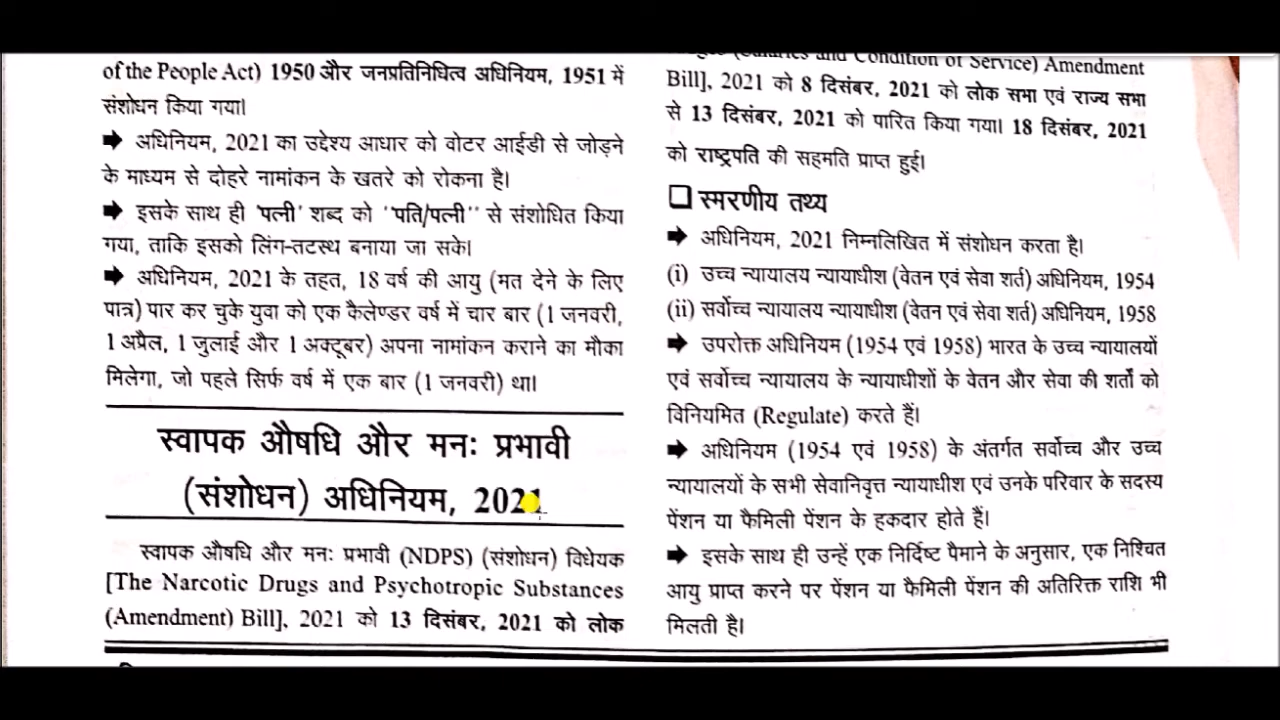 of the People Act) 1950 और जनप्रतिनिधित्व अधिनियम, 1951 में
संशोधन किया गया।
➡ अधिनियम, 2021 का उद्देश्य आधार को वोटर आईडी से जोड़ने
के माध्यम से दोहरे नामांकन के खतरे को रोकना है।
➡ इसके साथ ही 'पत्नी' शब्द को "पति/पत्नी" से संशोधित किया
गया, ताकि इसको लिंग-तटस्थ बनाया जा सके।
➡ अधिनियम, 2021 के तहत, 18 वर्ष की आयु (मत देने के लिए
पात्र) पार कर चुके युवा को एक कैलेण्डर वर्ष में चार बार (1 जनवरी,
1 अप्रैल, 1 जुलाई और 1 अक्टूबर) अपना नामांकन कराने का मौका
मिलेगा, जो पहले सिर्फ वर्ष में एक बार (1 जनवरी) था।
स्वापक औषधि और मनः प्रभावी
(संशोधन) अधिनियम, 2021
स्वापक औषधि और मनः प्रभावी (NDPS) (संशोधन) विधेयक
[The Narcotic Drugs and Psychotropic Substances
(Amendment) Bill], 2021 को 13 दिसंबर, 2021 को लोक
(Salaries and Condition of Service) Amendment
Bill], 2021 को 8 दिसंबर, 2021 को लोक सभा एवं राज्य सभा
से 13 दिसंबर, 2021 को पारित किया गया। 18 दिसंबर, 2021
को राष्ट्रपति की सहमति प्राप्त हुई।
❑ स्मरणीय तथ्य
➡ अधिनियम, 2021 निम्नलिखित में संशोधन करता है।
(i) उच्च न्यायालय न्यायाधीश (वेतन एवं सेवा शर्त) अधिनियम, 1954
(ii) सर्वोच्च न्यायालय न्यायाधीश (वेतन एवं सेवा शर्त) अधिनियम, 1958
➡ उपरोक्त अधिनियम (1954 एवं 1958) भारत के उच्च न्यायालयों
एवं सर्वोच्च न्यायालय के न्यायाधीशों के वेतन और सेवा की शर्तों को
विनियमित (Regulate) करते हैं।
➡ अधिनियम (1954 एवं 1958) के अंतर्गत सर्वोच्च और उच्च
न्यायालयों के सभी सेवानिवृत्त न्यायाधीश एवं उनके परिवार के सदस्य
पेंशन या फैमिली पेंशन के हकदार होते हैं।
➡ इसके साथ ही उन्हें एक निर्दिष्ट पैमाने के अनुसार, एक निश्चित
आयु प्राप्त करने पर पेंशन या फैमिली पेंशन की अतिरिक्त राशि भी
मिलती है।